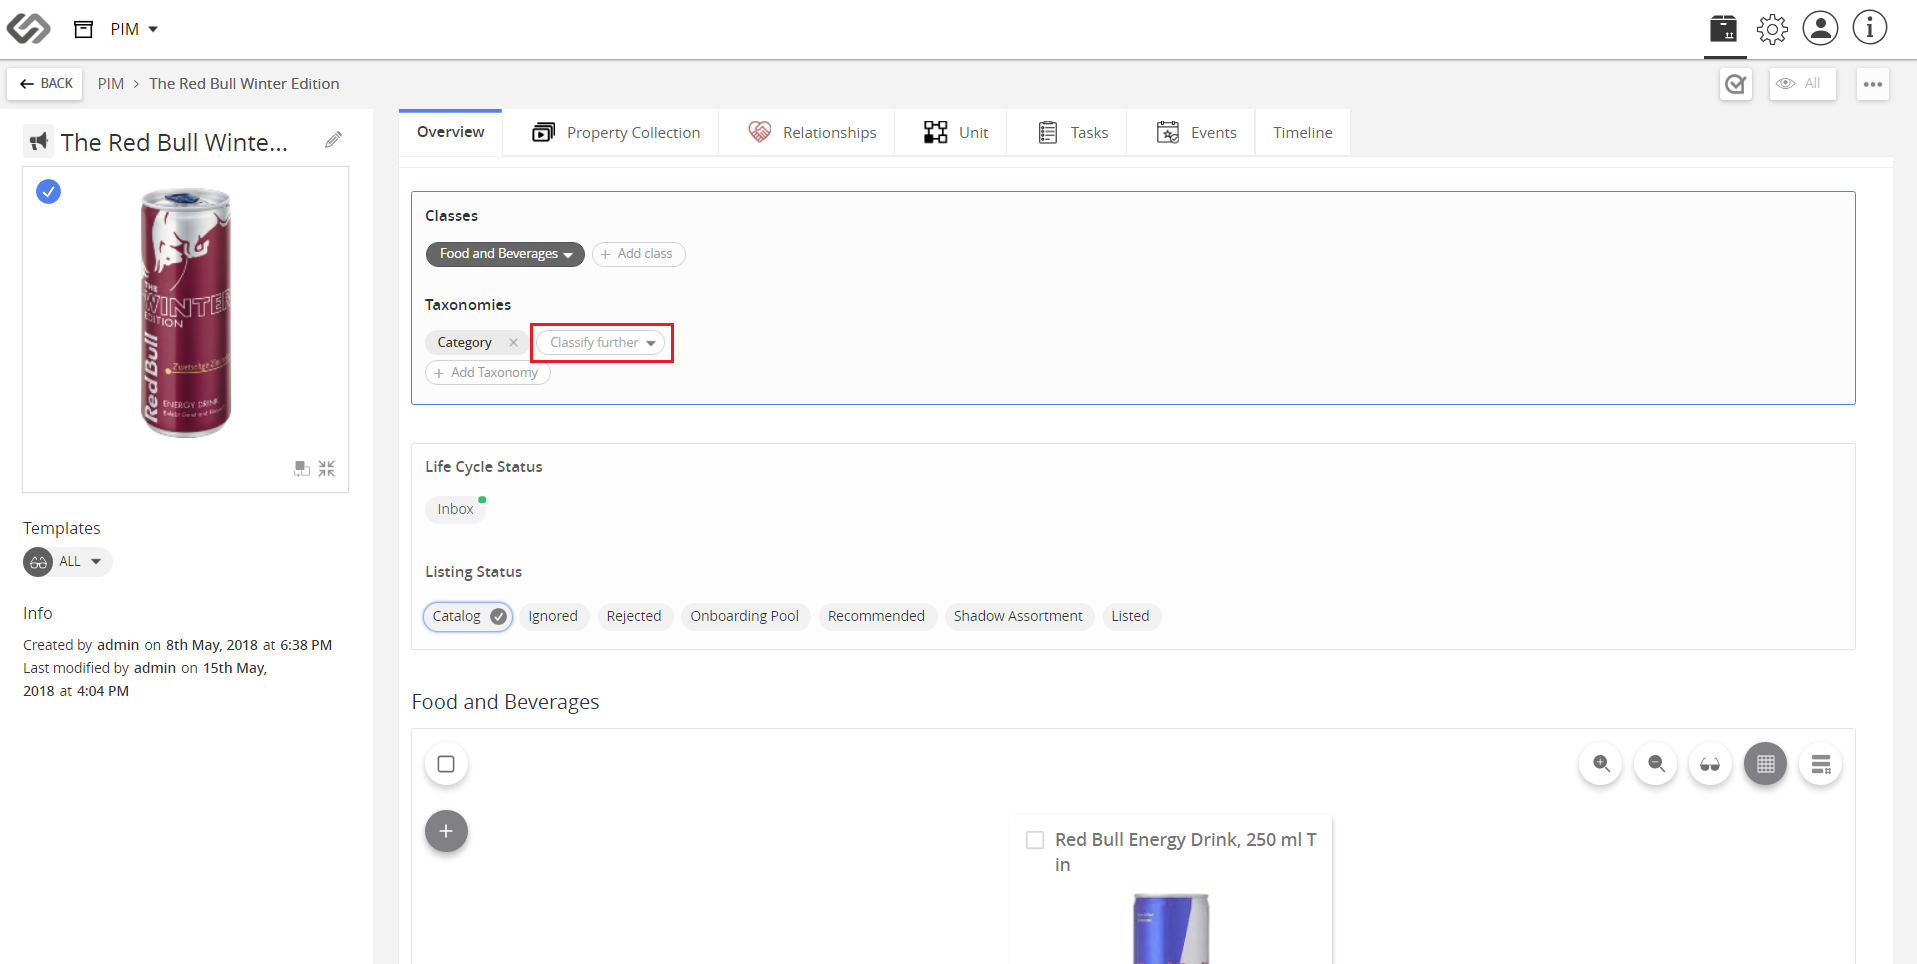 PIM
BACK
PIM > The Red Bull Winter Edition
All
The Red Bull Winte...
THE
WINTER
EDITION
Red Bull
ENERGY DRINK
Templates
ALL
Info
Created by admin on 8th May, 2018 at 6:38 PM
Last modified by admin on 15th May,
2018 at 4:04 PM
Overview
Property Collection
Relationships
Unit
Tasks
Events
Timeline
Classes
Food and Beverages
+ Add class
Taxonomies
Category ×
Classify further
+ Add Taxonomy
Life Cycle Status
Inbox
Listing Status
Catalog
Ignored
Rejected
Onboarding Pool
Recommended
Shadow Assortment
Listed
Food and Beverages
Red Bull Energy Drink, 250 ml T
in